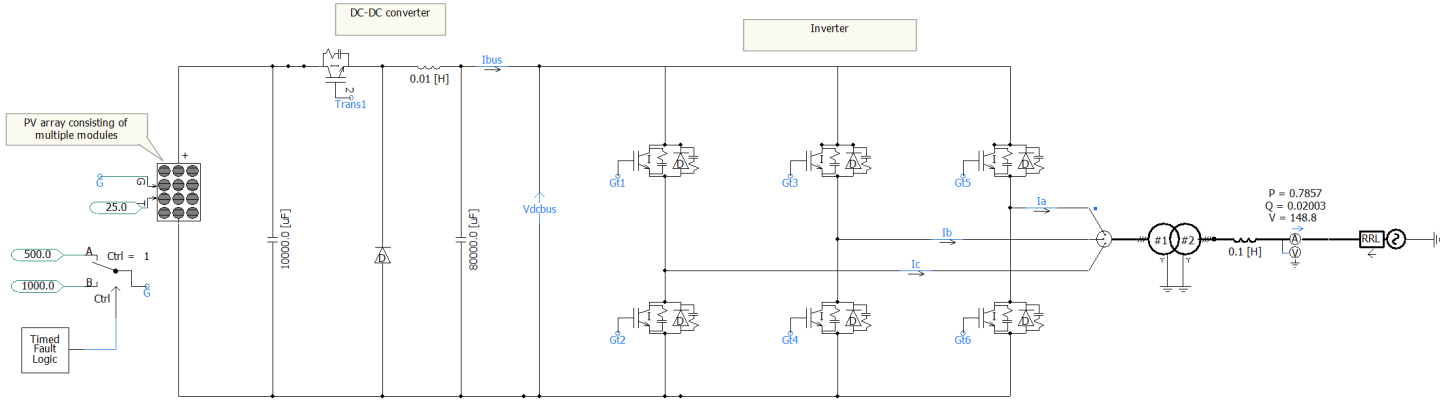 DC-DC converter
Inverter
0.01 [H]
Ibus
2
Trans1
PV array consisting of
multiple modules
+
G
G
25.0
T
10000.0 [uF]
D
80000.0 [uF]
Vdcbus
I
D
Gt1
I
D
Gt3
I
D
Gt5
Ia
Ib
Ic
#1
#2
0.1 [H]
P = 0.7857
Q = 0.02003
V = 148.8
A
V
RRL
500.0
A
Ctrl = 1
1000.0
B
Ctrl
G
Timed
Fault
Logic
I
D
Gt2
I
D
Gt4
I
D
Gt6